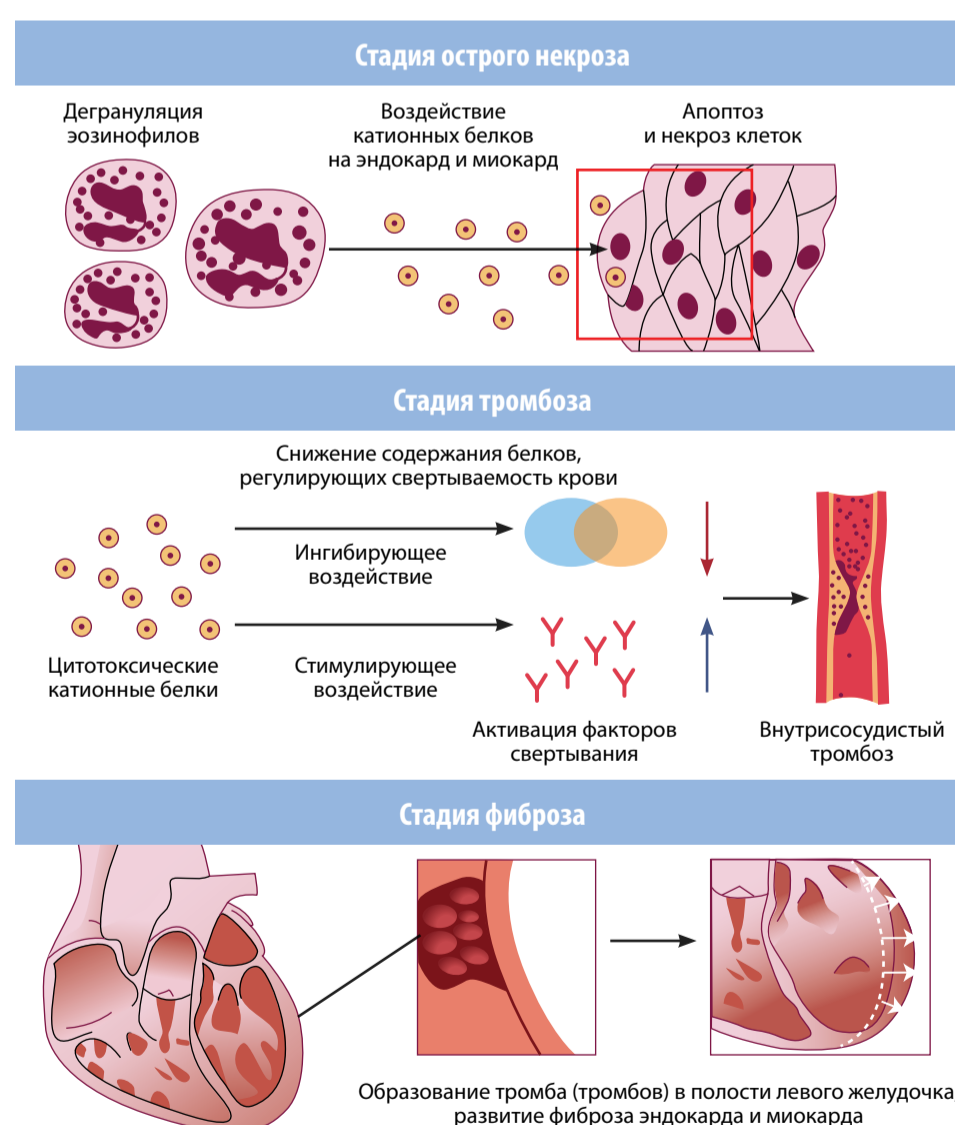 Стадия острого некроза
Дегрануляция
эозинофилов
Воздействие
катионных белков
на эндокард и миокард
Апоптоз
и некроз клеток
Стадия тромбоза
Снижение содержания белков,
регулирующих свертываемость крови
Ингибирующее
воздействие
Цитотоксические
катионные белки
Стимулирующее
воздействие
Активация факторов
свертывания
Внутрисосудистый
тромбоз
Стадия фиброза
Образование тромба (тромбов) в полости левого желудочка,
развитие фиброза эндокарда и миокарда